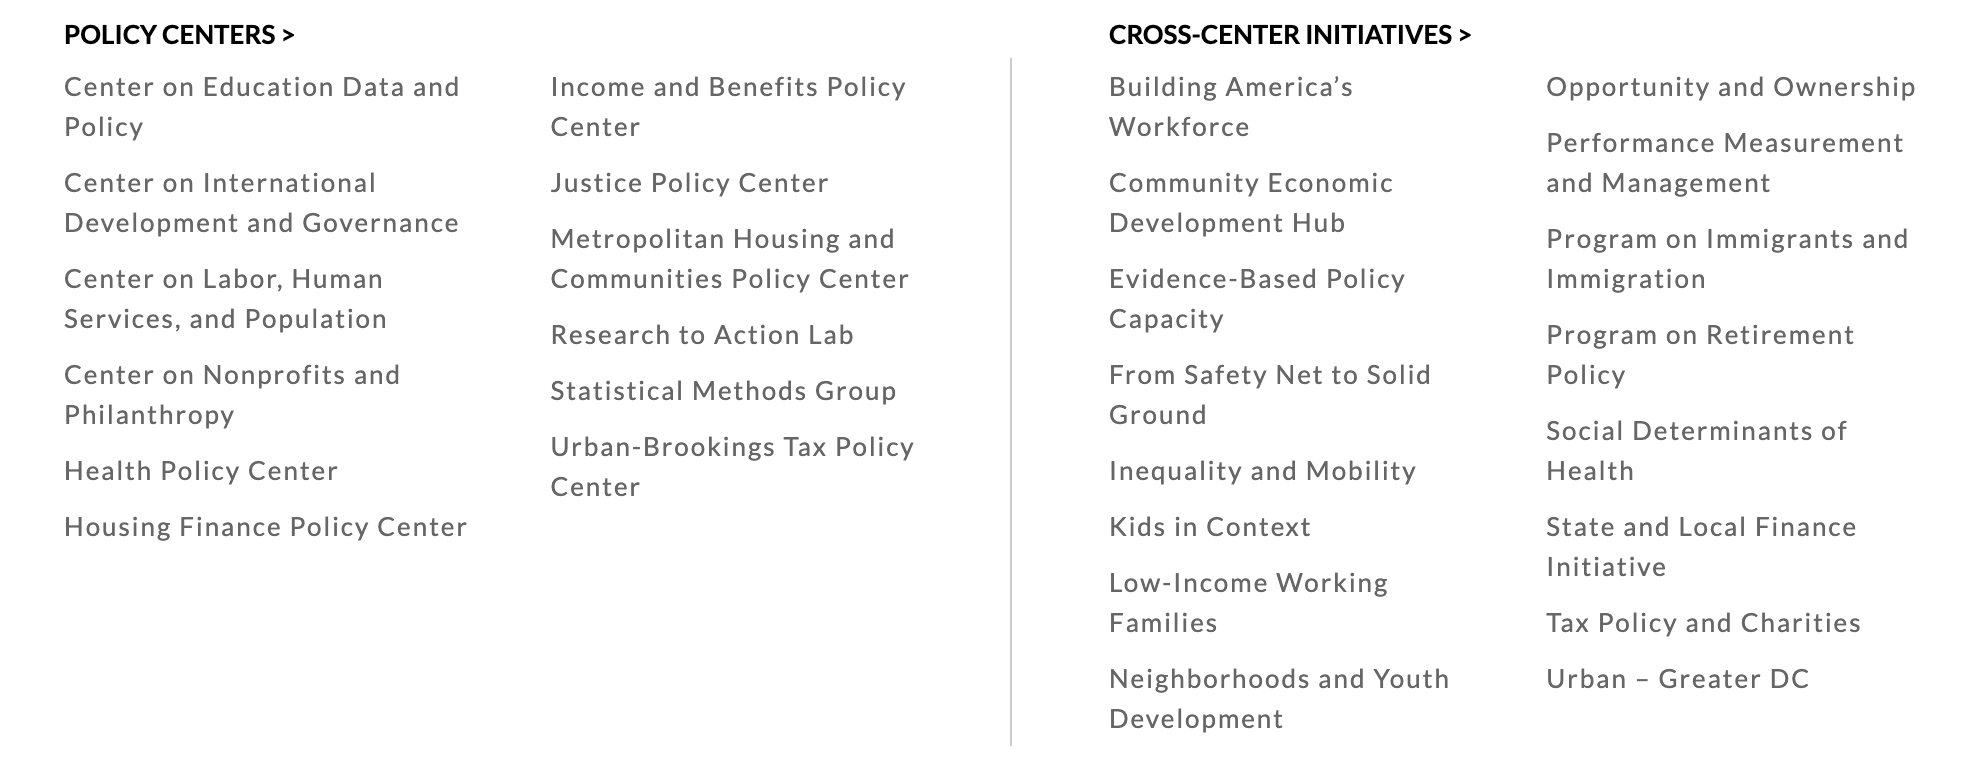 POLICY CENTERS >
Center on Education Data and
Policy
Center on International
Development and Governance
Center on Labor, Human
Services, and Population
Center on Nonprofits and
Philanthropy
Health Policy Center
Housing Finance Policy Center
Income and Benefits Policy
Center
Justice Policy Center
Metropolitan Housing and
Communities Policy Center
Research to Action Lab
Statistical Methods Group
Urban-Brookings Tax Policy
Center
CROSS-CENTER INITIATIVES >
Building America’s
Workforce
Community Economic
Development Hub
Evidence-Based Policy
Capacity
From Safety Net to Solid
Ground
Inequality and Mobility
Kids in Context
Low-Income Working
Families
Neighborhoods and Youth
Development
Opportunity and Ownership
Performance Measurement
and Management
Program on Immigrants and
Immigration
Program on Retirement
Policy
Social Determinants of
Health
State and Local Finance
Initiative
Tax Policy and Charities
Urban – Greater DC